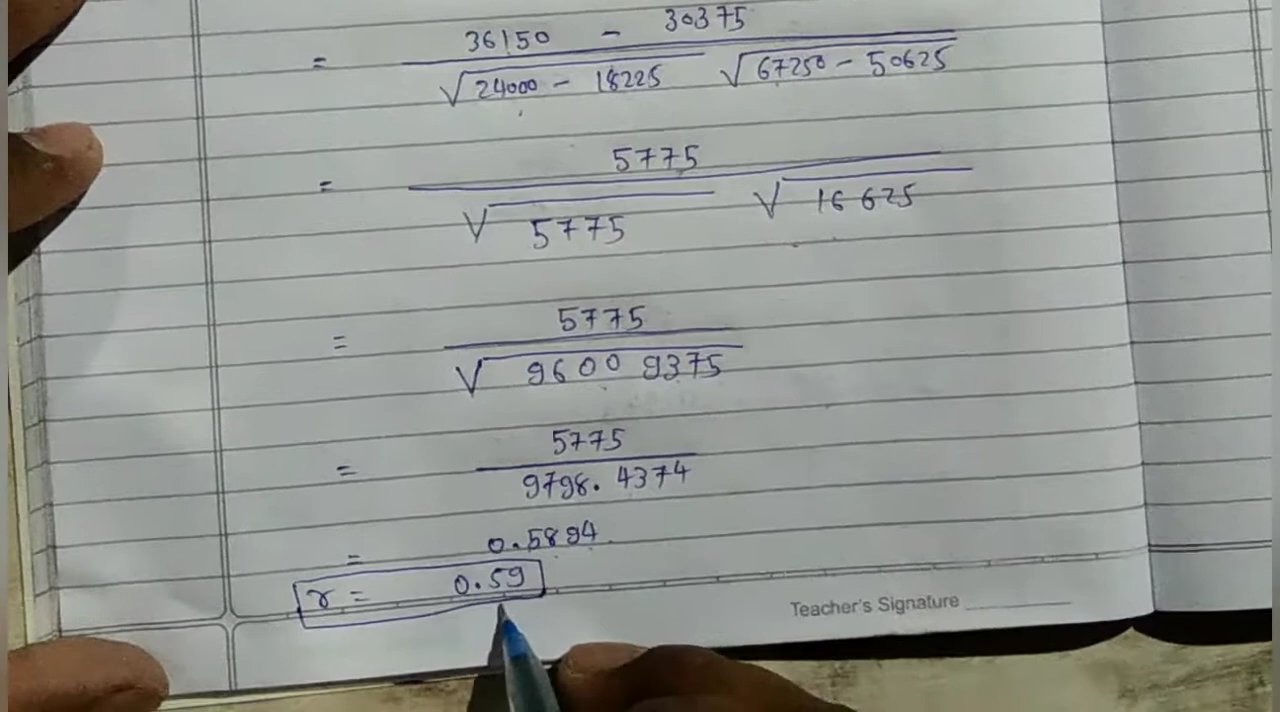 = 36150 - 30375
√24000 - 18225 √67250 - 50625
= 5775
√5775 √16625
= 5775
√9600 9375
= 5775
9798.4374
= 0.5894
r = 0.59
Teacher's Signature